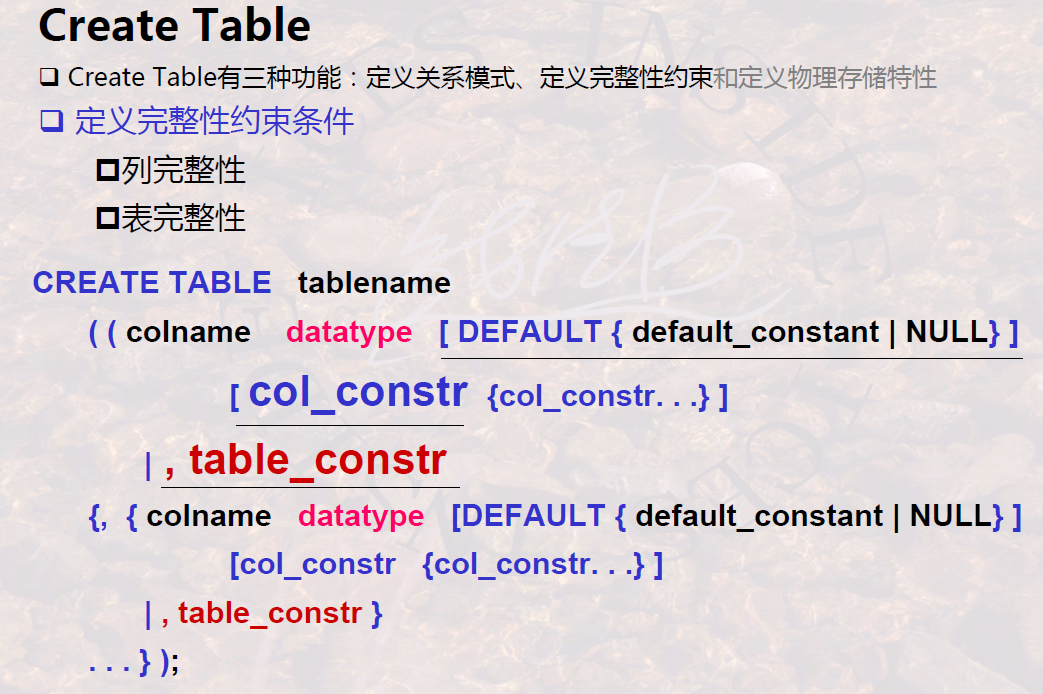 Create Table
❑ Create Table有三种功能：定义关系模式、定义完整性约束和定义物理存储特性
❑ 定义完整性约束条件
列完整性
表完整性
CREATE TABLE tablename
( ( colname datatype [ DEFAULT { default_constant | NULL} ]
[ col_constr {col_constr. . .} ]
| , table_constr
{, { colname datatype [DEFAULT { default_constant | NULL} ]
[col_constr {col_constr. . .} ]
| , table_constr }
. . . } );